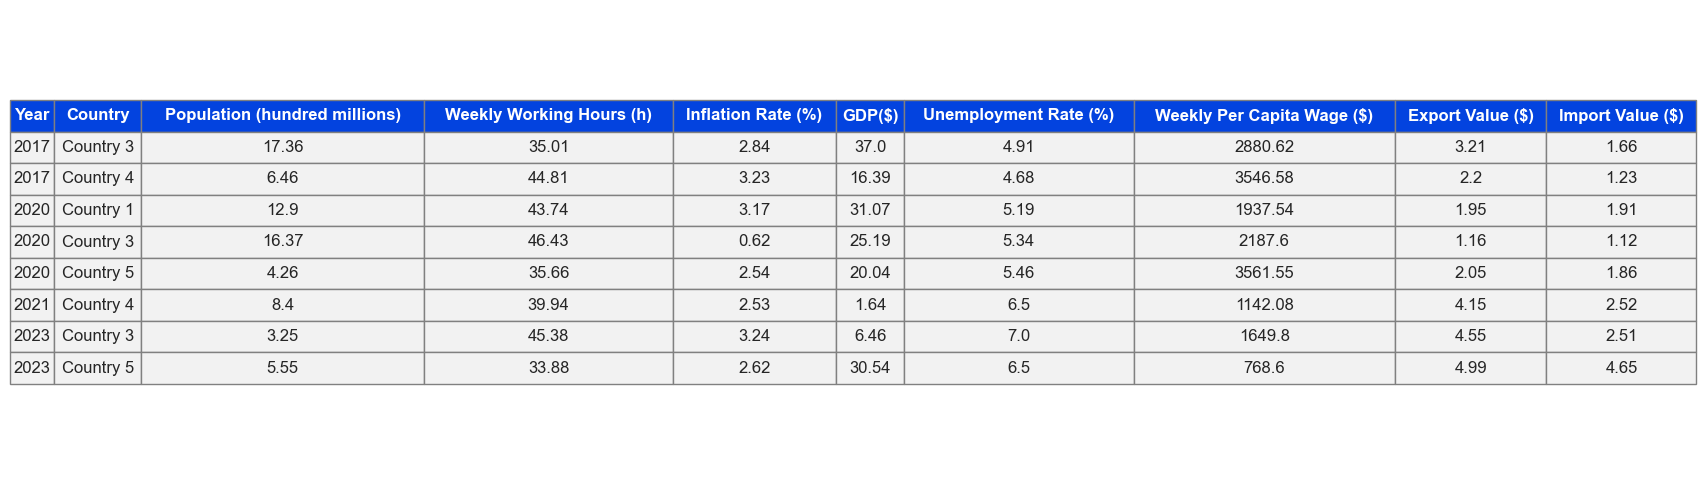 Year Country Population (hundred millions) Weekly Working Hours (h) Inflation Rate (%) GDP($) Unemployment Rate (%) Weekly Per Capita Wage ($) Export Value ($) Import Value ($)
2017 Country 3 17.36 35.01 2.84 37.0 4.91 2880.62 3.21 1.66
2017 Country 4 6.46 44.81 3.23 16.39 4.68 3546.58 2.2 1.23
2020 Country 1 12.9 43.74 3.17 31.07 5.19 1937.54 1.95 1.91
2020 Country 3 16.37 46.43 0.62 25.19 5.34 2187.6 1.16 1.12
2020 Country 5 4.26 35.66 2.54 20.04 5.46 3561.55 2.05 1.86
2021 Country 4 8.4 39.94 2.53 1.64 6.5 1142.08 4.15 2.52
2023 Country 3 3.25 45.38 3.24 6.46 7.0 1649.8 4.55 2.51
2023 Country 5 5.55 33.88 2.62 30.54 6.5 768.6 4.99 4.65